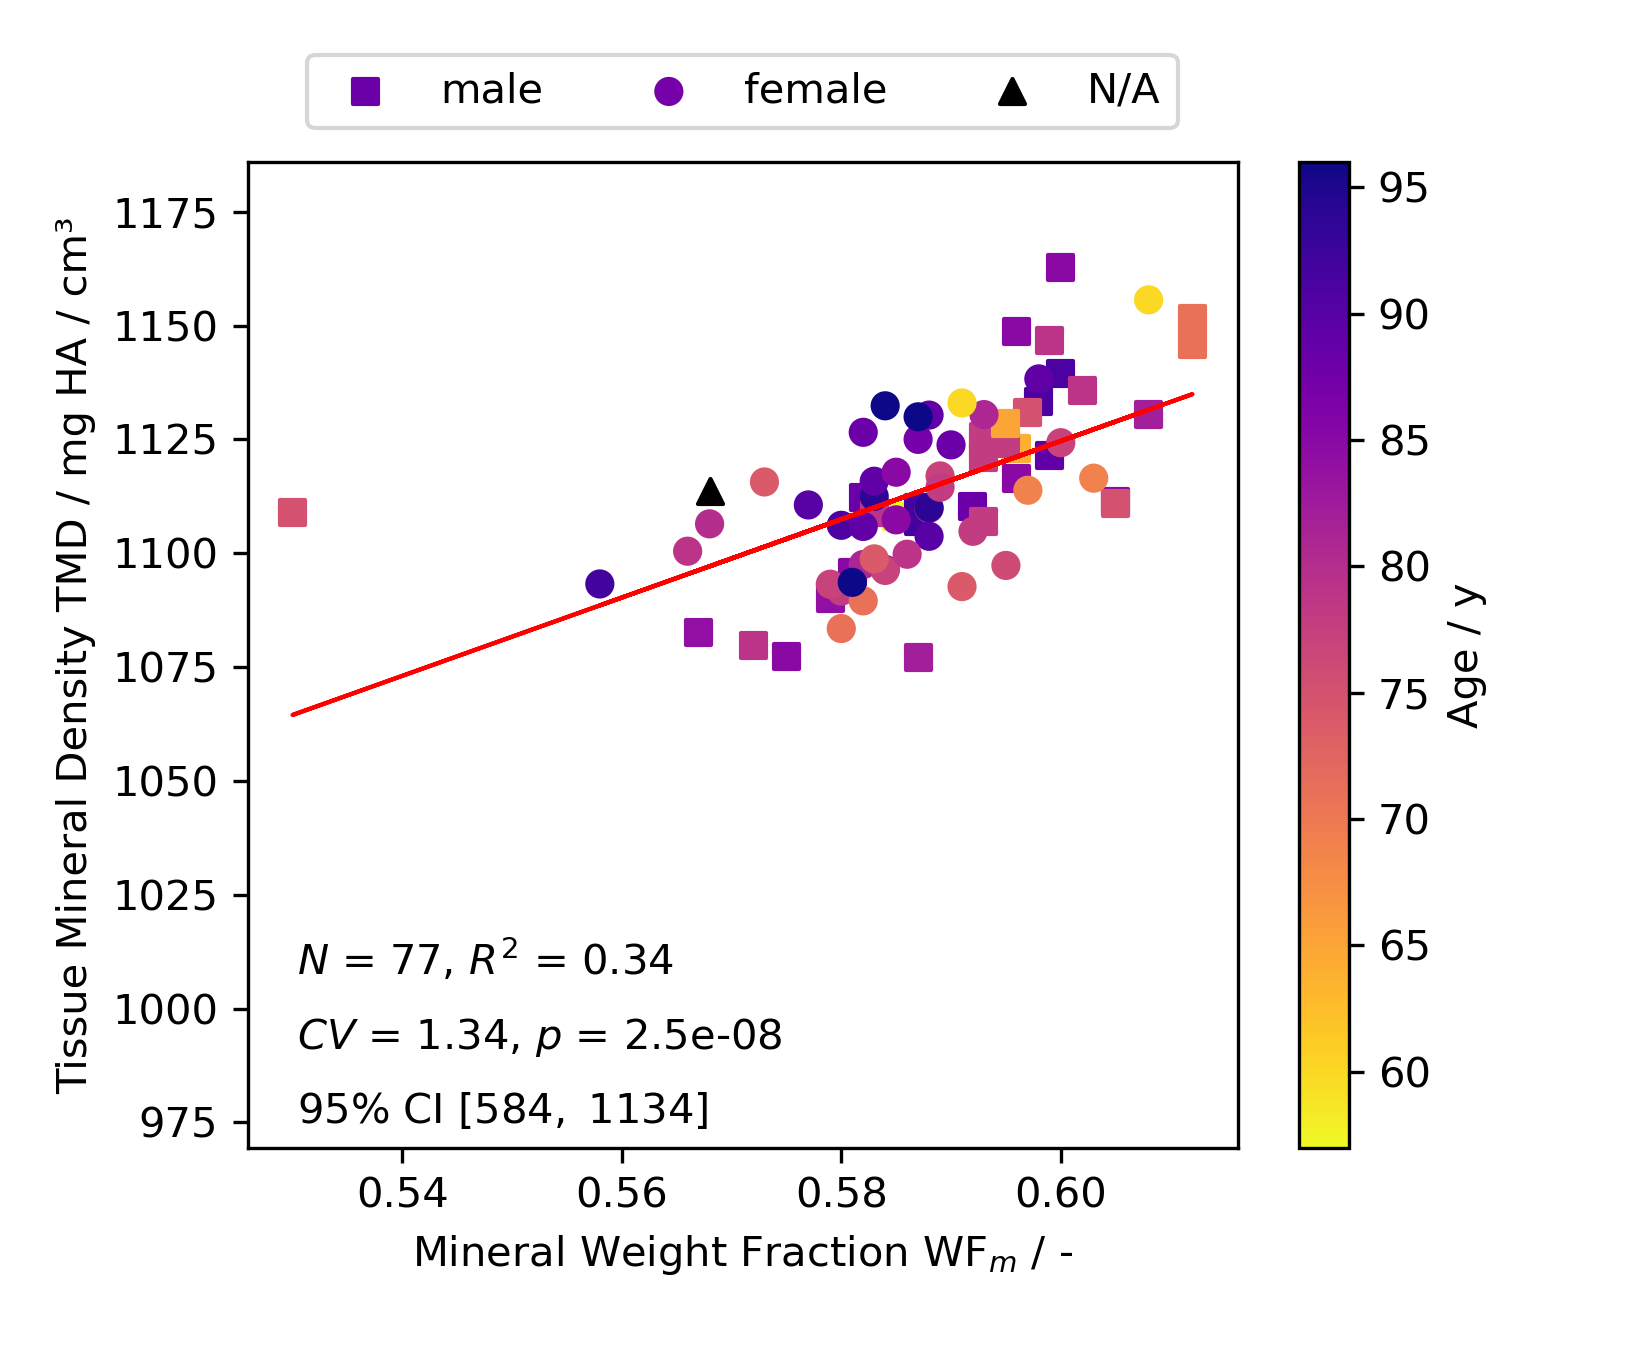 male female N/A
Tissue Mineral Density TMD / mg HA / cm³
1175
1150
1125
1100
1075
1050
1025
1000
975
N = 77, R² = 0.34
CV = 1.34, p = 2.5e-08
95% CI [584, 1134]
0.54 0.56 0.58 0.60
Mineral Weight Fraction WFₘ / -
95
90
85
80
75
70
65
60
Age / y